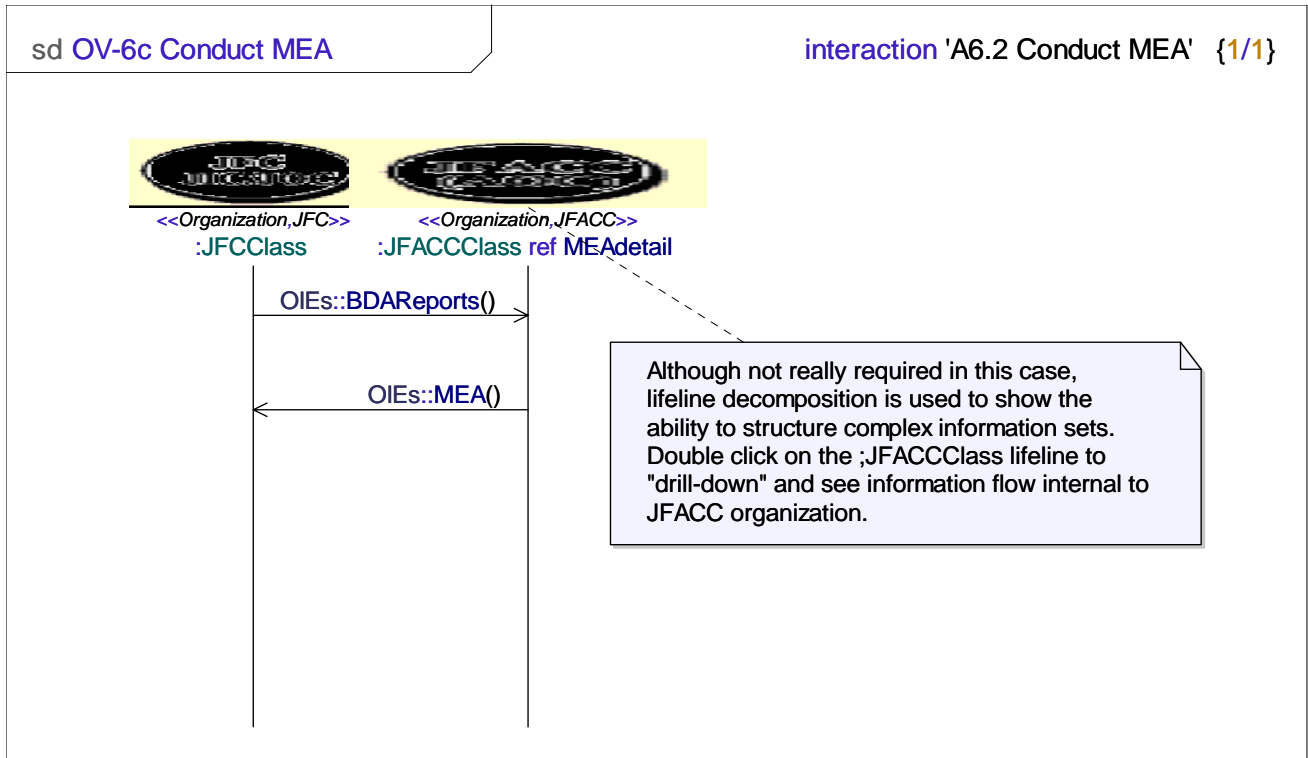 sd OV-6c Conduct MEA
interaction 'A6.2 Conduct MEA' {1/1}
JFC
JFACC
<<Organization,JFC>>
<<Organization,JFACC>>
:JFCClass
:JFACCClass ref MEAdetail
OIEs::BDAReports()
OIEs::MEA()
Although not really required in this case,
lifeline decomposition is used to show the
ability to structure complex information sets.
Double click on the ;JFACCClass lifeline to
"drill-down" and see information flow internal to
JFACC organization.